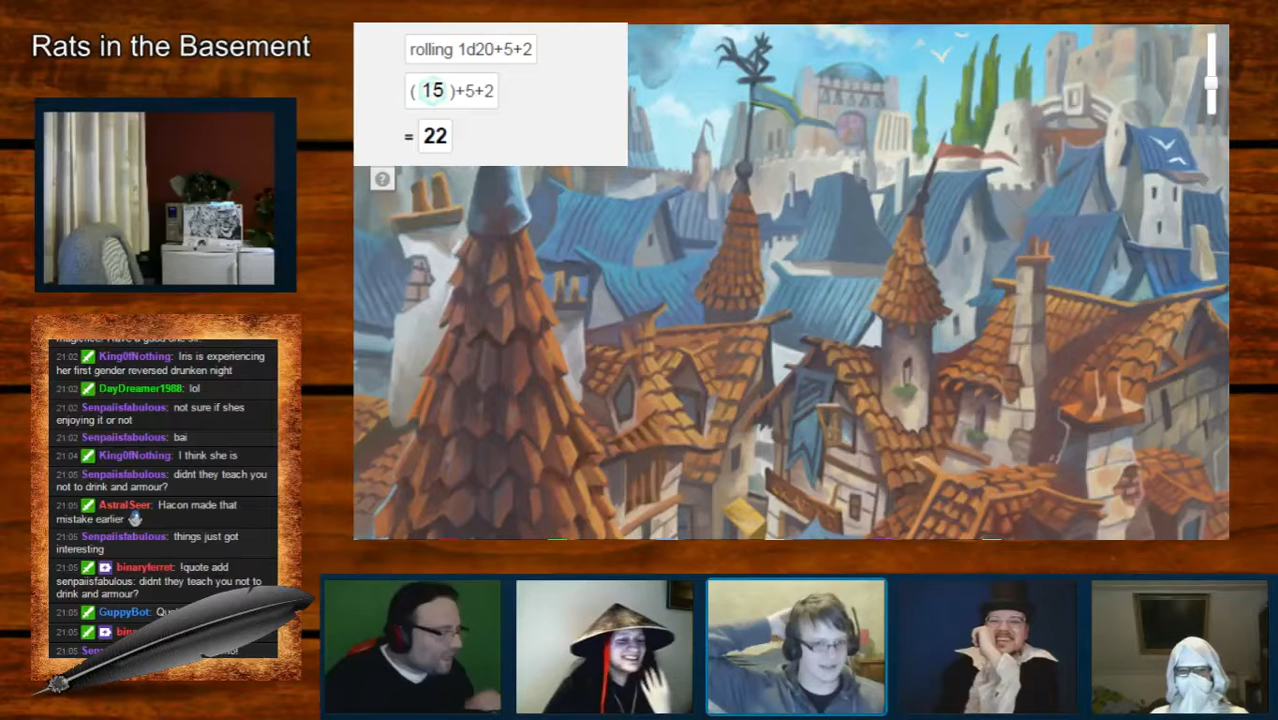 Rats in the Basement
rolling 1d20+5+2
( 15 )+5+2
= 22
?
21:02 King0fNothing: Iris is experiencing
her first gender reversed drunken night
21:02 DayDreamer1988: lol
21:02 Senpaiisfabulous: not sure if shes
enjoying it or not
21:02 Senpaiisfabulous: bai
21:04 King0fNothing: I think she is
21:05 Senpaiisfabulous: didnt they teach you
not to drink and armour?
21:05 AstralSeer: Hacon made that
mistake earlier
21:05 Senpaiisfabulous: things just got
interesting
21:05 binaryferret: !quote add
senpaiisfabulous: didnt they teach you not to
drink and armour?
21:05 GuppyBot:
21:05
21:05